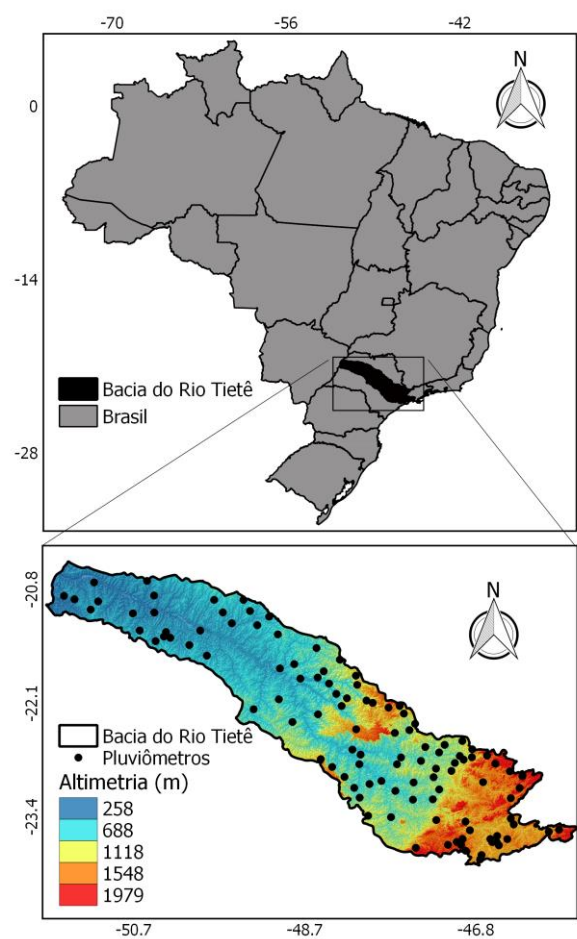 -70 -56 -42
N
0
-14
-28
Bacia do Rio Tietê
Brasil
-20.8
-22.1
-23.4
N
Bacia do Rio Tietê
Pluviômetros
Altimetria (m)
258
688
1118
1548
1979
-50.7 -48.7 -46.8